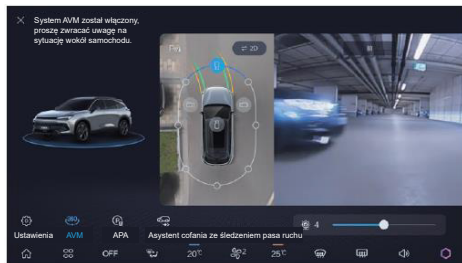 System AVM został włączony,
proszę zwracać uwagę na
sytuację wokół samochodu.
2D
360
4
Ustawienia AVM APA Asystent cofania ze śledzeniem pasa ruchu
OFF 20°C 2 25°C